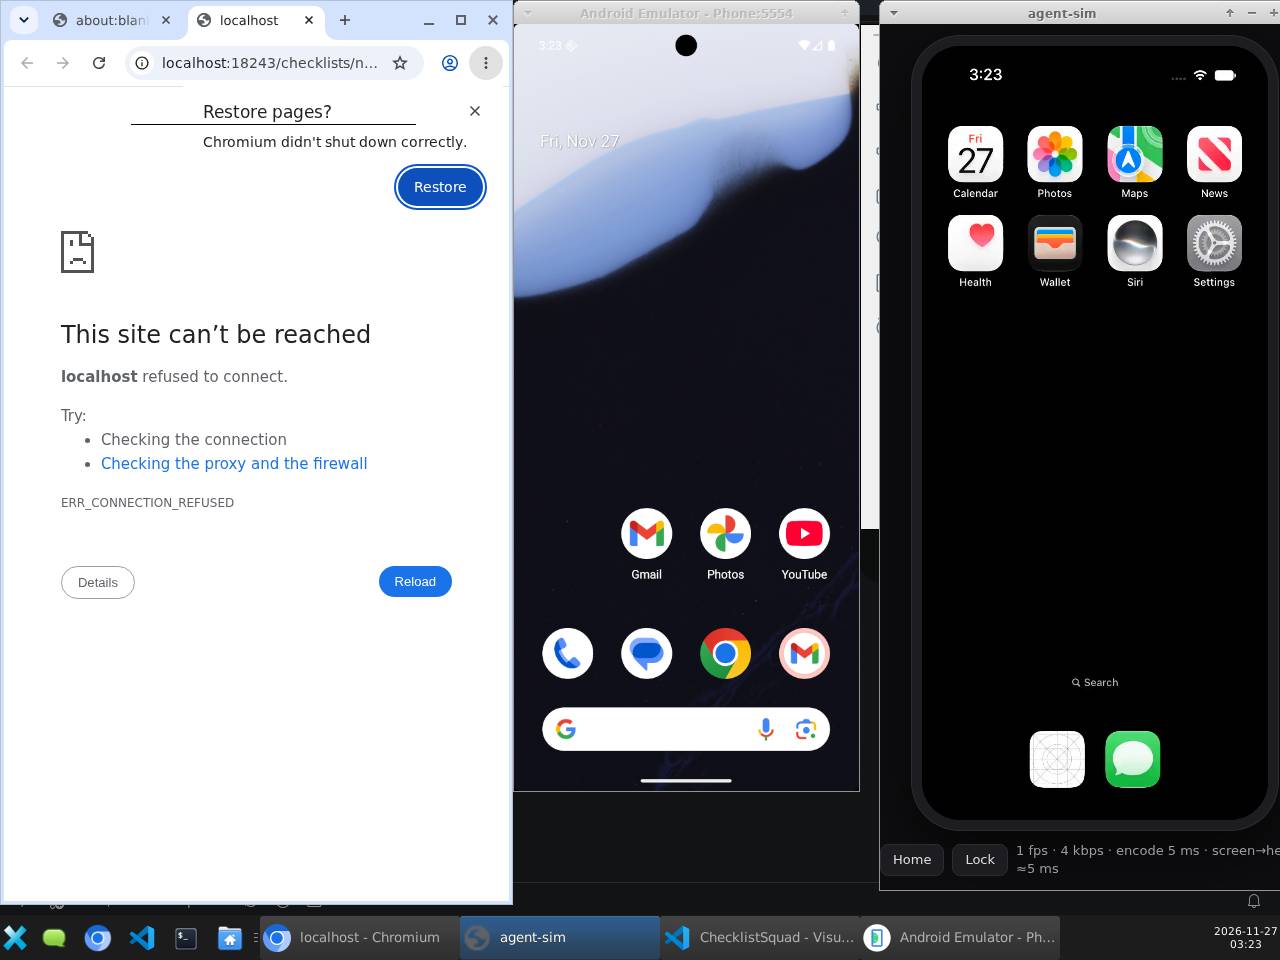 about:blan
localhost
localhost:18243/checklists/n...
Restore pages?
Chromium didn't shut down correctly.
Restore
This site can’t be reached
localhost refused to connect.
Try:
Checking the connection
Checking the proxy and the firewall
ERR_CONNECTION_REFUSED
Details
Reload
Android Emulator - Phone:5554
3:23
Fri, Nov 27
Gmail
Photos
YouTube
agent-sim
3:23
Fri
27
Calendar
Photos
Maps
News
Health
Wallet
Siri
Settings
Search
Home
Lock
1 fps · 4 kbps · encode 5 ms · screen→he
≈5 ms
localhost - Chromium
agent-sim
ChecklistSquad - Visu...
Android Emulator - Ph...
2026-11-27
03:23